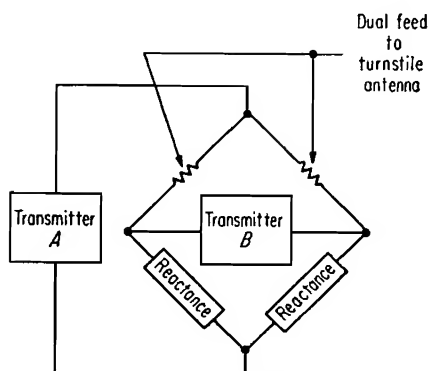 Dual feed
to
turnstile
antenna
Transmitter
A
Transmitter
B
Reactance
Reactance